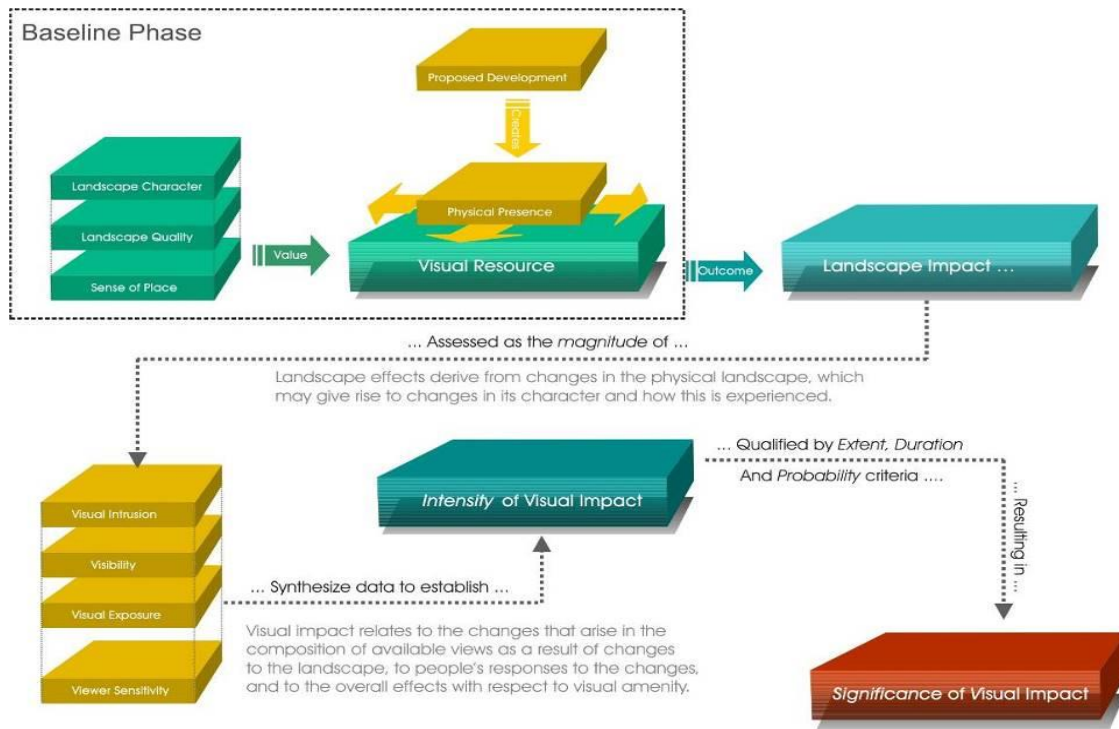 Baseline Phase
Proposed Development
Creates
Landscape Character
Physical Presence
Landscape Quality
Value
Visual Resource
Outcome
Landscape Impact ...
Sense of Place
... Assessed as the magnitude of ...
Landscape effects derive from changes in the physical landscape, which
may give rise to changes in its character and how this is experienced.
Visual Intrusion
Visibility
Visual Exposure
Viewer Sensitivity
... Synthesize data to establish ...
Visual impact relates to the changes that arise in the
composition of available views as a result of changes
to the landscape, to people's responses to the changes,
and to the overall effects with respect to visual amenity.
Intensity of Visual Impact
... Qualified by Extent, Duration
And Probability criteria ....
... Resulting in ...
Significance of Visual Impact